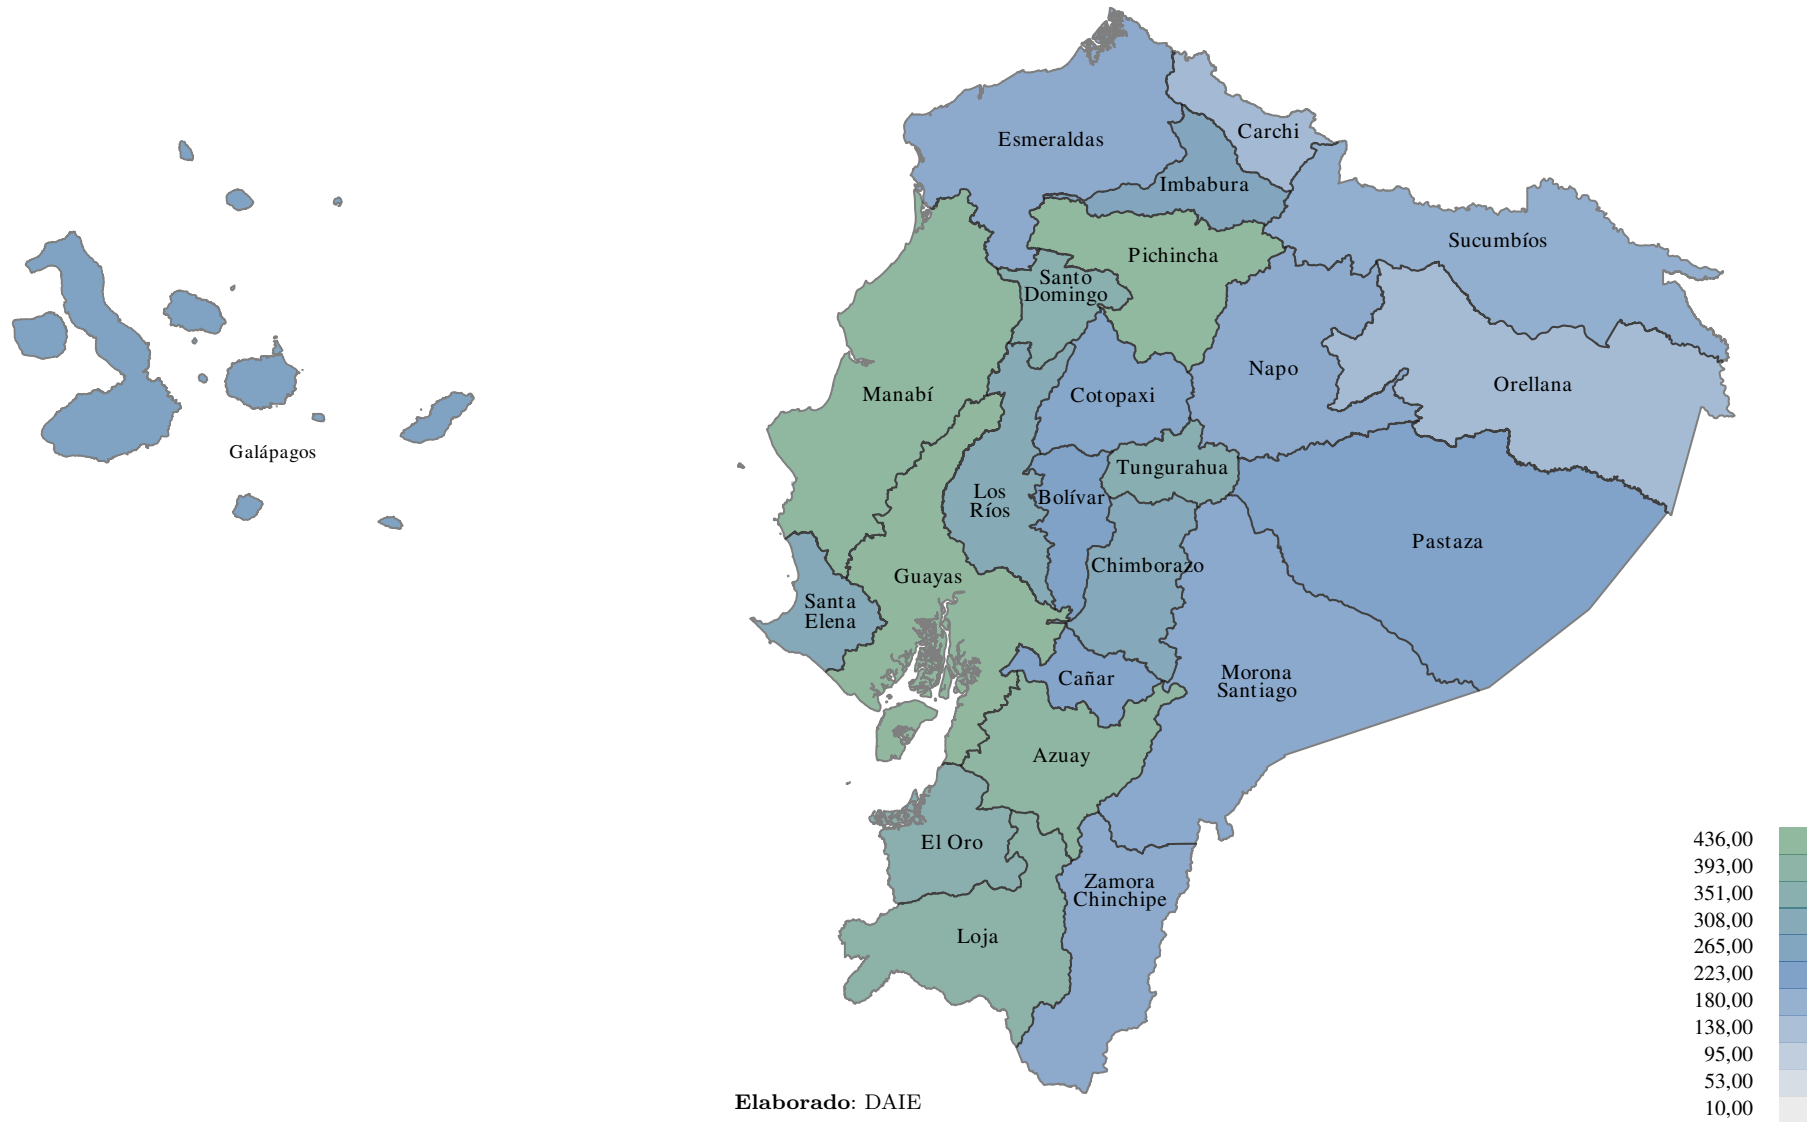 Carchi
Esmeraldas
Imbabura
Sucumbíos
Pichincha
Santo
Domingo
Napo
Orellana
Manabí
Cotopaxi
Galápagos
Tungurahua
Los
Ríos
Bolívar
Pastaza
Chimborazo
Guayas
Santa
Elena
Cañar
Morona
Santiago
Azuay
El Oro
Zamora
Chinchipe
Loja
436,00
393,00
351,00
308,00
265,00
223,00
180,00
138,00
95,00
53,00
10,00
Elaborado: DAIE